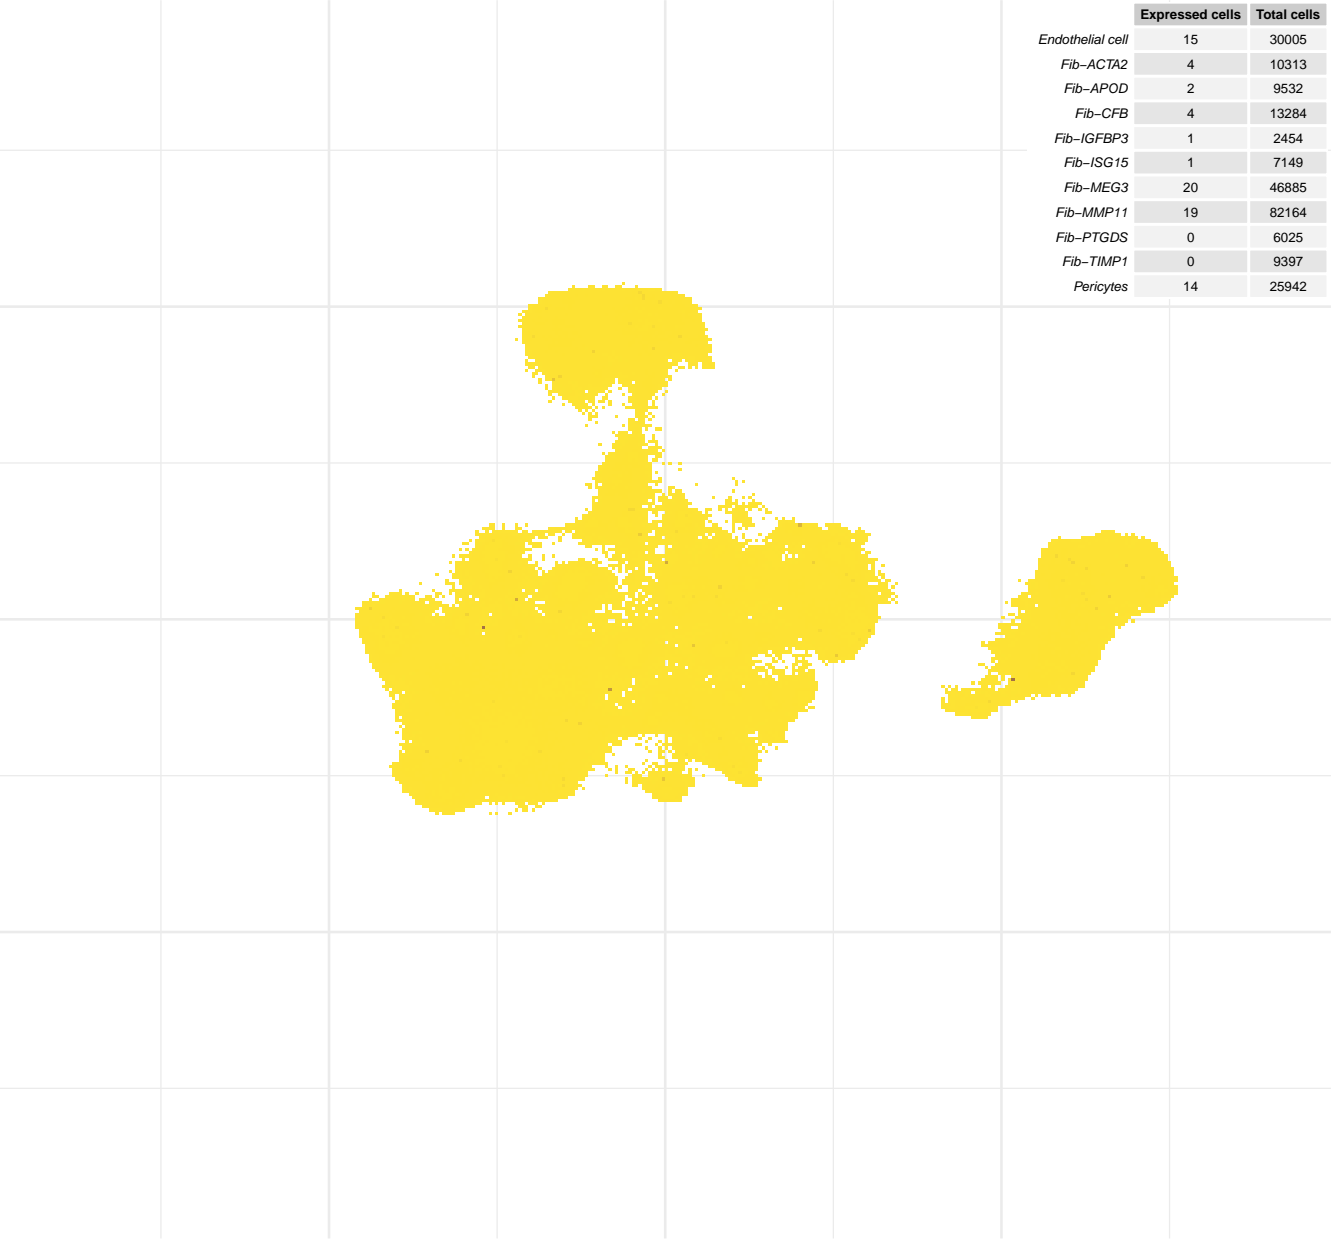 Expressed cells Total cells
Endothelial cell 15 30005
Fib−ACTA2 4 10313
Fib−APOD 2 9532
Fib−CFB 4 13284
Fib−IGFBP3 1 2454
Fib−ISG15 1 7149
Fib−MEG3 20 46885
Fib−MMP11 19 82164
Fib−PTGDS 0 6025
Fib−TIMP1 0 9397
Pericytes 14 25942